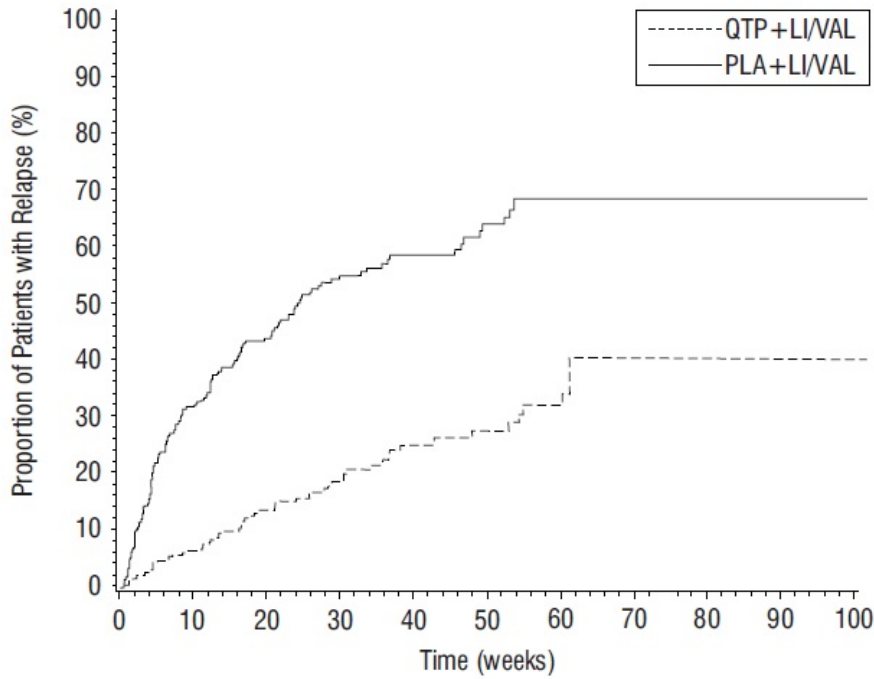 QTP+LI/VAL
PLA+LI/VAL
Proportion of Patients with Relapse (%)
100
90
80
70
60
50
40
30
20
10
0
0 10 20 30 40 50 60 70 80 90 100
Time (weeks)